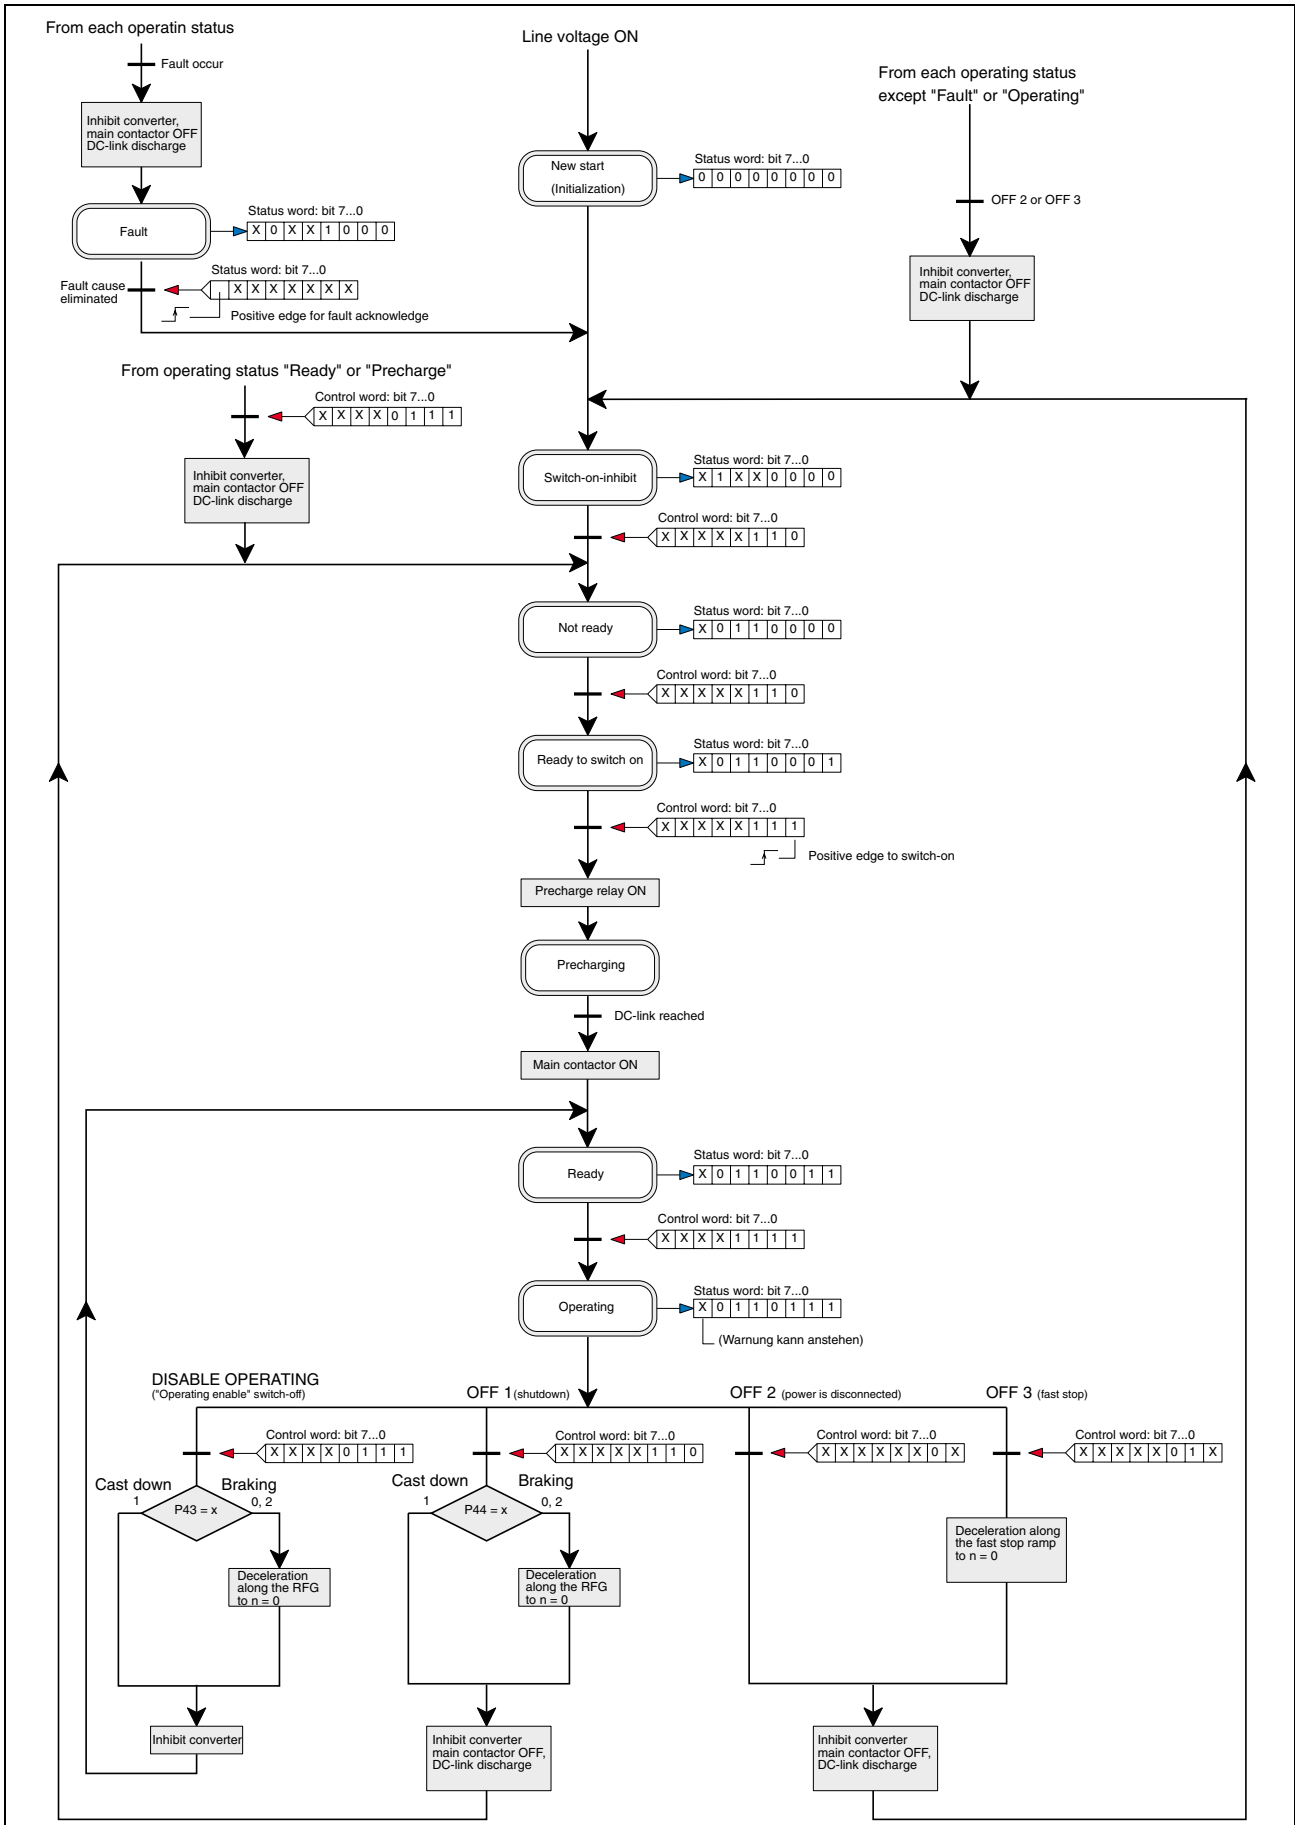 From each operatin status
Fault occur
Inhibit converter,
main contactor OFF
DC-link discharge
Fault
Status word: bit 7...0
X 0 X X 1 0 0 0
Fault cause
eliminated
Status word: bit 7...0
X X X X X X X
Positive edge for fault acknowledge
Line voltage ON
New start
(Initialization)
Status word: bit 7...0
0 0 0 0 0 0 0 0
From each operating status
except "Fault" or "Operating"
OFF 2 or OFF 3
Inhibit converter,
main contactor OFF
DC-link discharge
From operating status "Ready" or "Precharge"
Control word: bit 7...0
X X X X 0 1 1 1
Inhibit converter,
main contactor OFF
DC-link discharge
Switch-on-inhibit
Status word: bit 7...0
X 1 X X 0 0 0 0
Control word: bit 7...0
X X X X X 1 1 0
Not ready
Status word: bit 7...0
X 0 1 1 0 0 0 0
Control word: bit 7...0
X X X X X 1 1 0
Ready to switch on
Status word: bit 7...0
X 0 1 1 0 0 0 1
Control word: bit 7...0
X X X X X 1 1 1
Positive edge to switch-on
Precharge relay ON
Precharging
DC-link reached
Main contactor ON
Ready
Status word: bit 7...0
X 0 1 1 0 0 1 1
Control word: bit 7...0
X X X X 1 1 1 1
Operating
Status word: bit 7...0
X 0 1 1 0 1 1 1
(Warnung kann anstehen)
DISABLE OPERATING
("Operating enable" switch-off)
Control word: bit 7...0
X X X X 0 1 1 1
Cast down
Braking
1
0, 2
P43 = x
Deceleration
along the RFG
to n = 0
Inhibit converter
OFF 1 (shutdown)
Control word: bit 7...0
X X X X X 1 1 0
Cast down
Braking
1
0, 2
P44 = x
Deceleration
along the RFG
to n = 0
Inhibit converter
main contactor OFF,
DC-link discharge
OFF 2 (power is disconnected)
Control word: bit 7...0
X X X X X X 0 X
OFF 3 (fast stop)
Control word: bit 7...0
X X X X X 0 1 X
Deceleration along
the fast stop ramp
to n = 0
Inhibit converter
main contactor OFF,
DC-link discharge